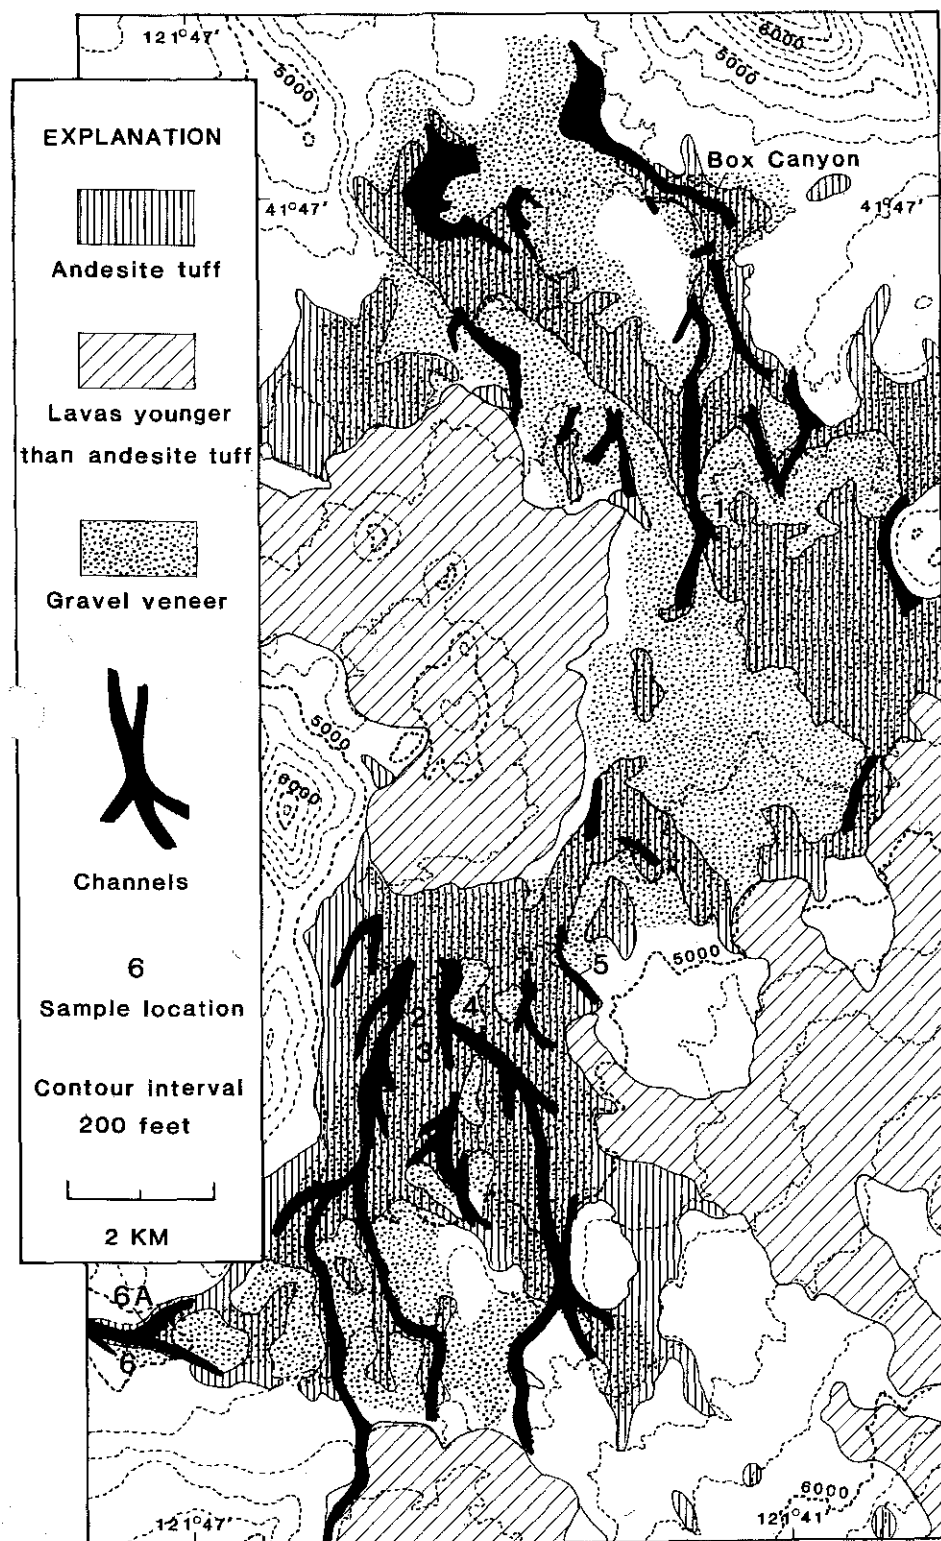 121°47'
6000
5000
5000
EXPLANATION
Box Canyon
41°47'
41°47'
Andesite tuff
Lavas younger
than andesite tuff
1
Gravel veneer
5000
6000
Channels
5000
5
6
4
2
Sample location
3
Contour interval
200 feet
2 KM
6A
6
6000
121°47'
121°41'